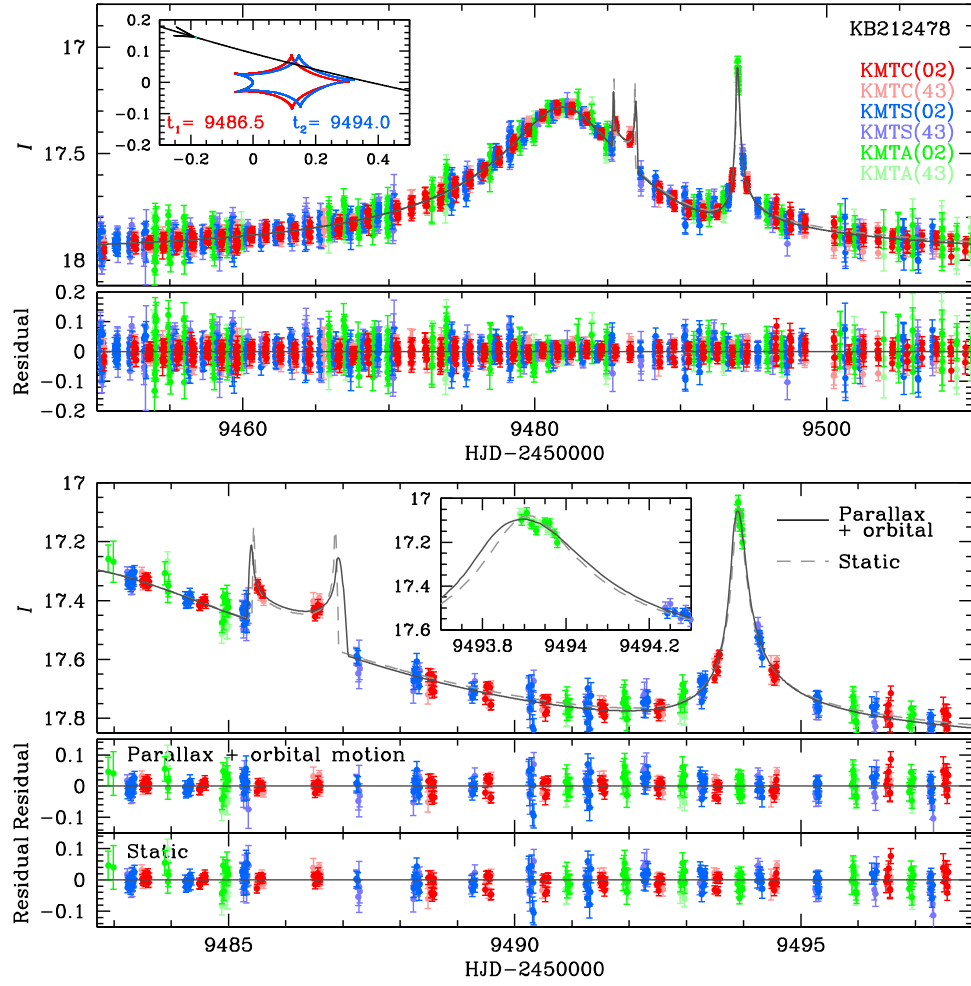 KB212478
KMTC(02)
KMTC(43)
KMTS(02)
KMTS(43)
KMTA(02)
KMTA(43)
0.2
0.1
0
−0.1
−0.2
t1= 9486.5 t2= 9494.0
−0.2 0 0.2 0.4
17
17.5
18
I
0.2
0.1
0
−0.1
−0.2
Residual
9460 9480 9500
HJD−2450000
17
17.2
17.4
17.6
17.8
I
17
17.2
17.4
17.6
9493.8 9494 9494.2
Parallax
+ orbital
Static
Parallax + orbital motion
0.1
0
−0.1
Residual
Static
0.1
0
−0.1
Residual
9485 9490 9495
HJD−2450000